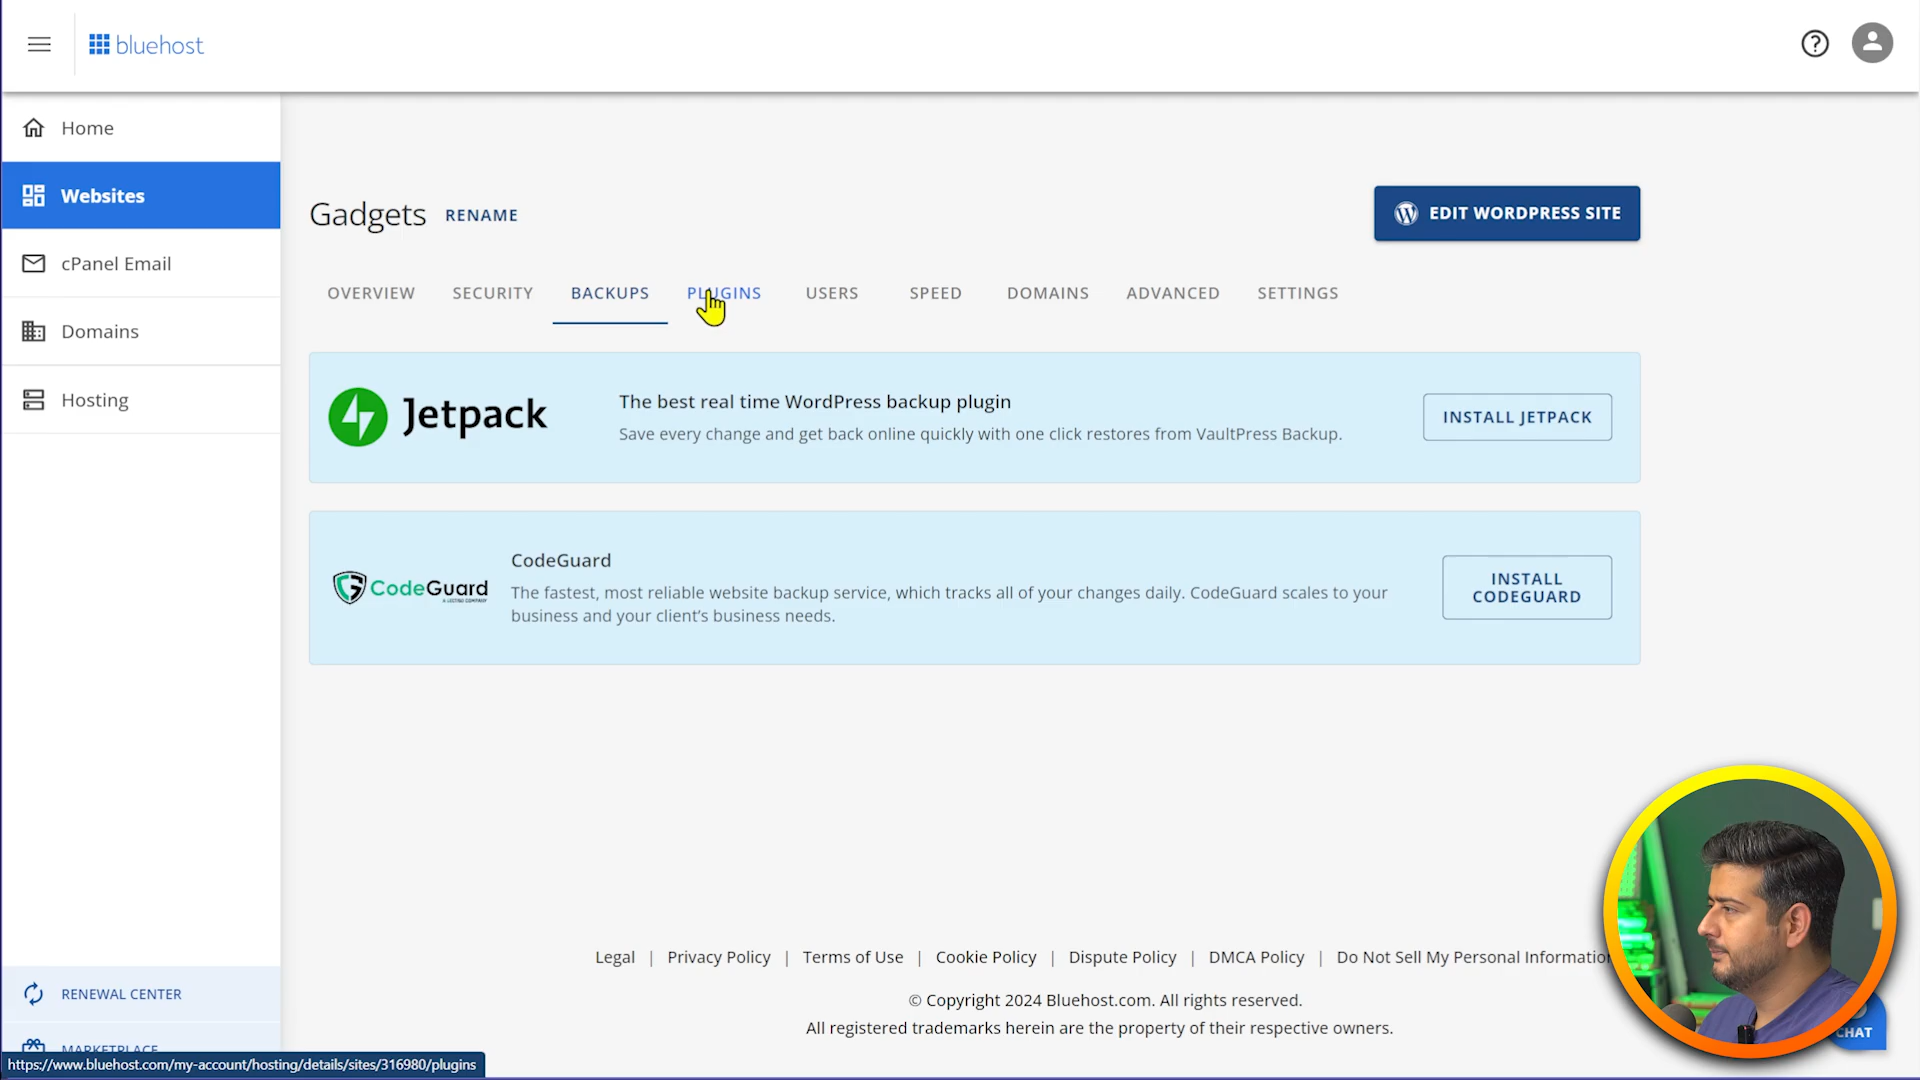 bluehost
Home
Websites
cPanel Email
Domains
Hosting
Gadgets RENAME
EDIT WORDPRESS SITE
OVERVIEW SECURITY BACKUPS PLUGINS USERS SPEED DOMAINS ADVANCED SETTINGS
Jetpack
The best real time WordPress backup plugin
Save every change and get back online quickly with one click restores from VaultPress Backup.
INSTALL JETPACK
CodeGuard
CodeGuard
The fastest, most reliable website backup service, which tracks all of your changes daily. CodeGuard scales to your
business and your client's business needs.
INSTALL
CODEGUARD
Legal | Privacy Policy | Terms of Use | Cookie Policy | Dispute Policy | DMCA Policy | Do Not Sell My Personal Information
© Copyright 2024 Bluehost.com. All rights reserved.
All registered trademarks herein are the property of their respective owners.
RENEWAL CENTER
MARKETPLACE
https://www.bluehost.com/my-account/hosting/details/sites/316980/plugins
CHAT